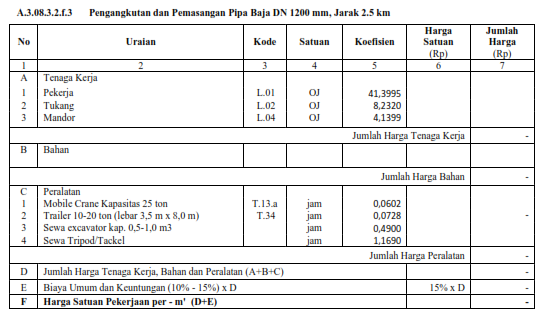 A.3.08.3.2.f.3 Pengangkutan dan Pemasangan Pipa Baja DN 1200 mm, Jarak 2.5 km
No Uraian Kode Satuan Koefisien Harga Satuan (Rp) Jumlah Harga (Rp)
1 2 3 4 5 6 7
A Tenaga Kerja
1 Pekerja L.01 OJ 41,3995
2 Tukang L.02 OJ 8,2320
3 Mandor L.04 OJ 4,1399
Jumlah Harga Tenaga Kerja -
B Bahan
Jumlah Harga Bahan -
C Peralatan
1 Mobile Crane Kapasitas 25 ton T.13.a jam 0,0602
2 Trailer 10-20 ton (lebar 3,5 m x 8,0 m) T.34 jam 0,0728 -
3 Sewa excavator kap. 0,5-1,0 m3 jam 0,4900
4 Sewa Tripod/Tackel jam 1,1690
Jumlah Harga Peralatan -
D Jumlah Harga Tenaga Kerja, Bahan dan Peralatan (A+B+C) -
E Biaya Umum dan Keuntungan (10% - 15%) x D 15% x D -
F Harga Satuan Pekerjaan per - m' (D+E) -